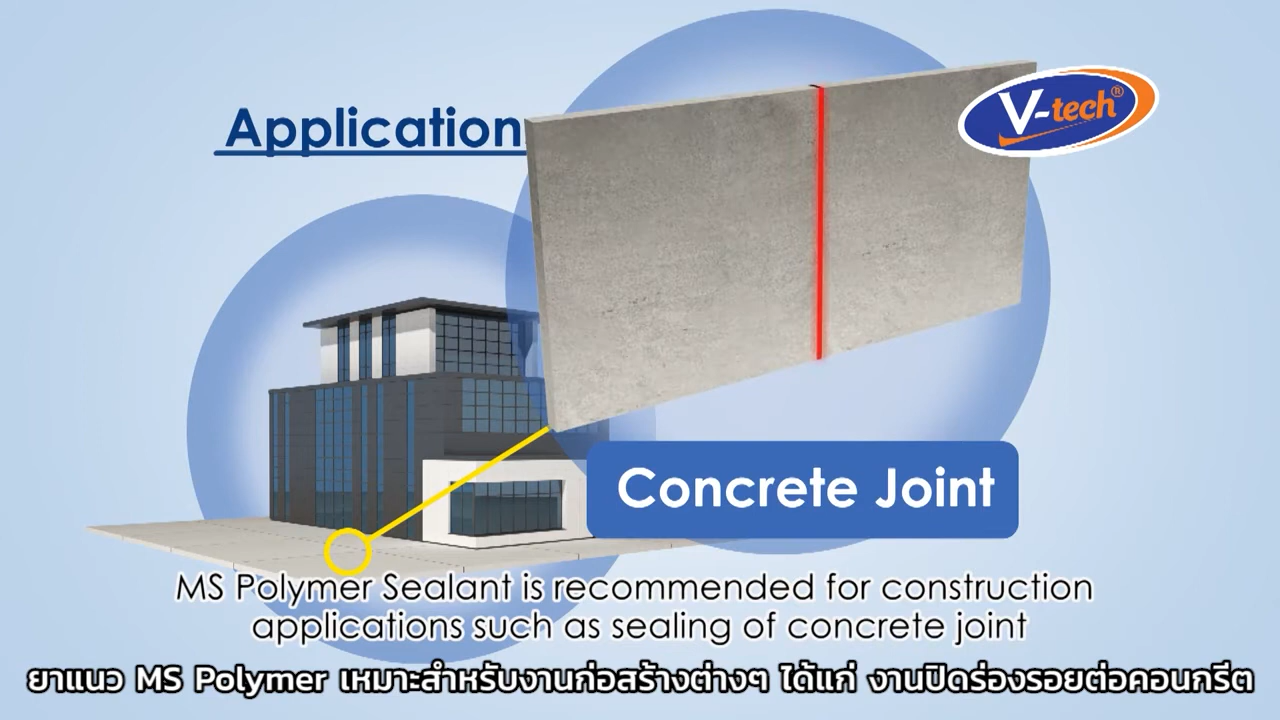 Application
V-tech®
Concrete Joint
MS Polymer Sealant is recommended for construction
applications such as sealing of concrete joint
ยาแนว MS Polymer เหมาะสำหรับงานก่อสร้างต่างๆ ได้แก่ งานปิดร่องรอยต่อคอนกรีต